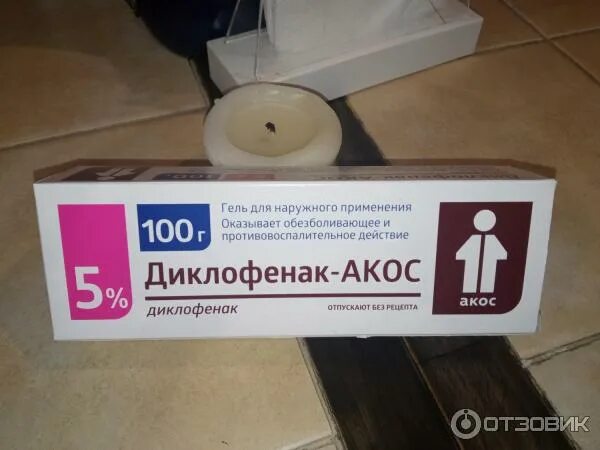 100 г
Гель для наружного применения
Оказывает обезболивающее и
противовоспалительное действие
5%
Диклофенак-АКОС
диклофенак
ОТПУСКАЮТ БЕЗ РЕЦЕПТА
акос
ОТЗОВИК